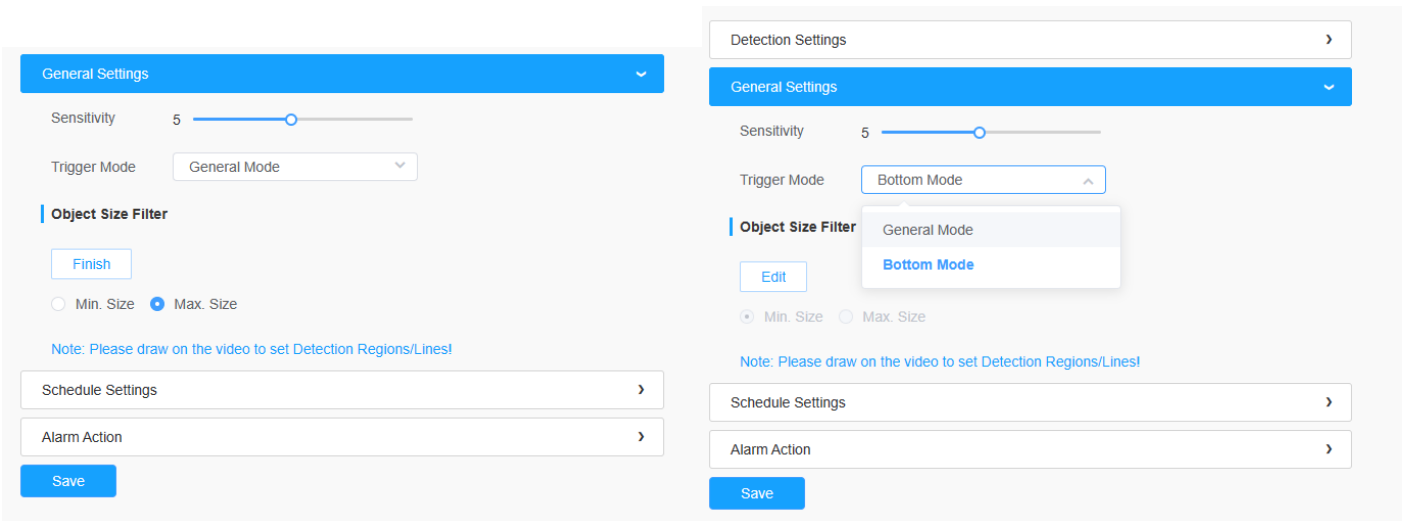 General Settings
Sensitivity 5
Trigger Mode General Mode
Object Size Filter
Finish
Min. Size Max. Size
Note: Please draw on the video to set Detection Regions/Lines!
Schedule Settings
Alarm Action
Save
Detection Settings
General Settings
Sensitivity 5
Trigger Mode Bottom Mode
Object Size Filter
General Mode
Bottom Mode
Edit
Min. Size Max. Size
Note: Please draw on the video to set Detection Regions/Lines!
Schedule Settings
Alarm Action
Save